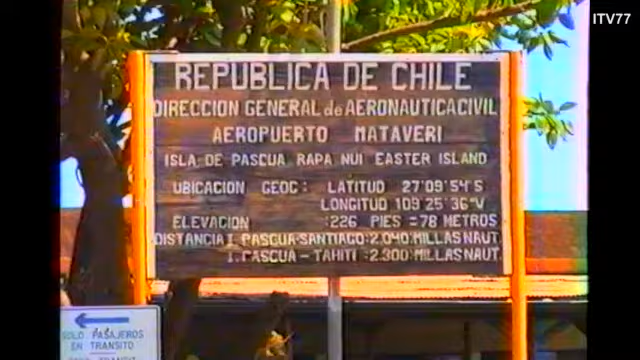 ITV77
REPUBLICA DE CHILE
DIRECCION GENERAL de AERONAUTICA CIVIL
AEROPUERTO MATAVERI
ISLA DE PASCUA RAPA NUI EASTER ISLAND
UBICACION GEOG: LATITUD 27°09'54"S
LONGITUD 109°25'36"W
ELEVACION :226 PIES = 78 METROS
DISTANCIA I. PASCUA-SANTIAGO: 2.040 MILLAS NAUT.
I. PASCUA - TAHITI : 2.300 MILLAS NAUT.
SOLO PASAJEROS
EN TRANSITO